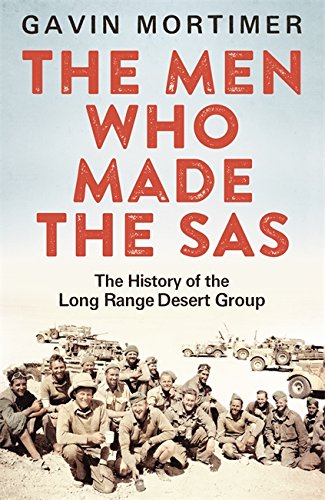 GAVIN MORTIMER
THE MEN
WHO
MADE
THE SAS
The History of the
Long Range Desert Group